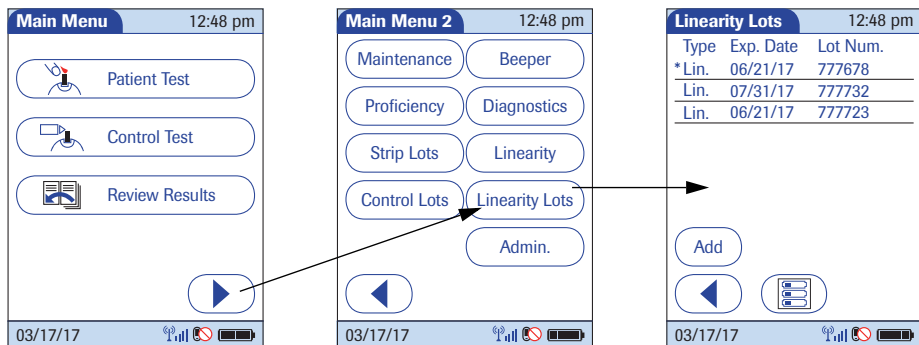 Main Menu 12:48 pm
Patient Test
Control Test
Review Results
03/17/17
Main Menu 2 12:48 pm
Maintenance Beeper
Proficiency Diagnostics
Strip Lots Linearity
Control Lots Linearity Lots
Admin.
03/17/17
Linearity Lots 12:48 pm
Type Exp. Date Lot Num.
*Lin. 06/21/17 777678
Lin. 07/31/17 777732
Lin. 06/21/17 777723
Add
03/17/17